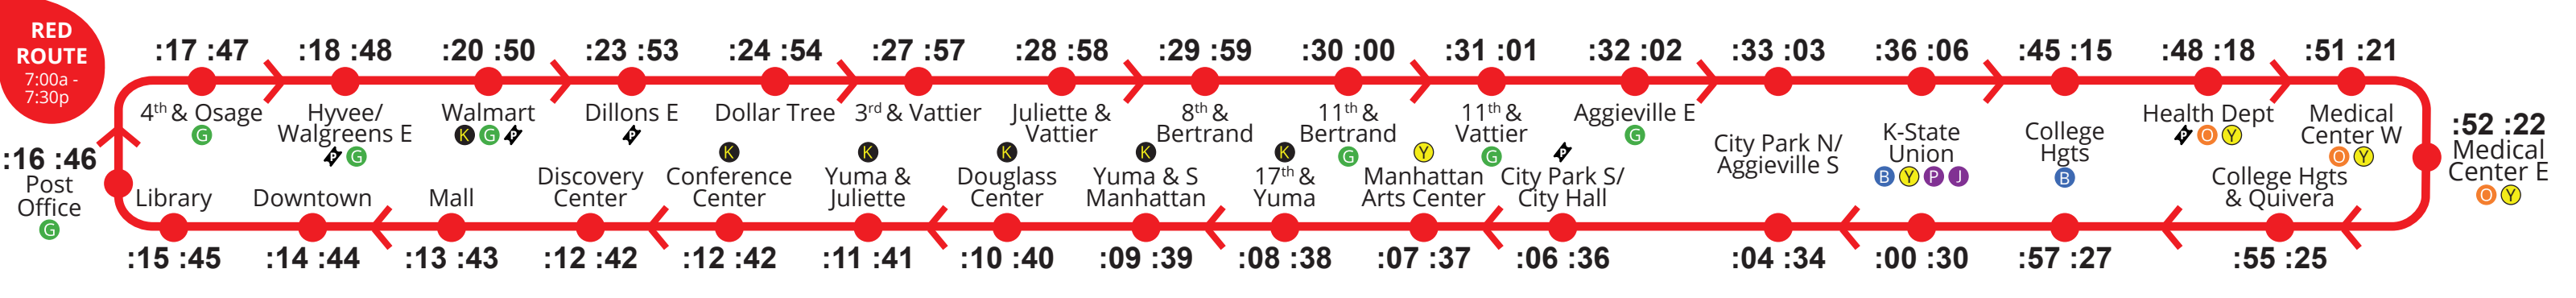 RED
ROUTE
7:00a -
7:30p
:17 :47 :18 :48 :20 :50 :23 :53 :24 :54 :27 :57 :28 :58 :29 :59 :30 :00 :31 :01 :32 :02 :33 :03 :36 :06 :45 :15 :48 :18 :51 :21
4th & Osage
G
Hyvee/
Walgreens E
P G
Walmart
K G P
Dillons E
P
Dollar Tree
3rd & Vattier
Juliette &
Vattier
8th &
Bertrand
11th &
Bertrand
G
11th &
Vattier
G
Aggieville E
G
City Park N/
Aggieville S
K-State
Union
B Y P J
College
Hgts
B
Health Dept
P O Y
Medical
Center W
O Y
:52 :22
Medical
Center E
O Y
:16 :46
Post
Office
G
Library
Downtown
Mall
Discovery
Center
K
Conference
Center
K
Yuma &
Juliette
K
Douglass
Center
K
Yuma & S
Manhattan
K
17th &
Yuma
Y
Manhattan
Arts Center
P
City Park S/
City Hall
College Hgts
& Quivera
:15 :45 :14 :44 :13 :43 :12 :42 :12 :42 :11 :41 :10 :40 :09 :39 :08 :38 :07 :37 :06 :36 :04 :34 :00 :30 :57 :27 :55 :25